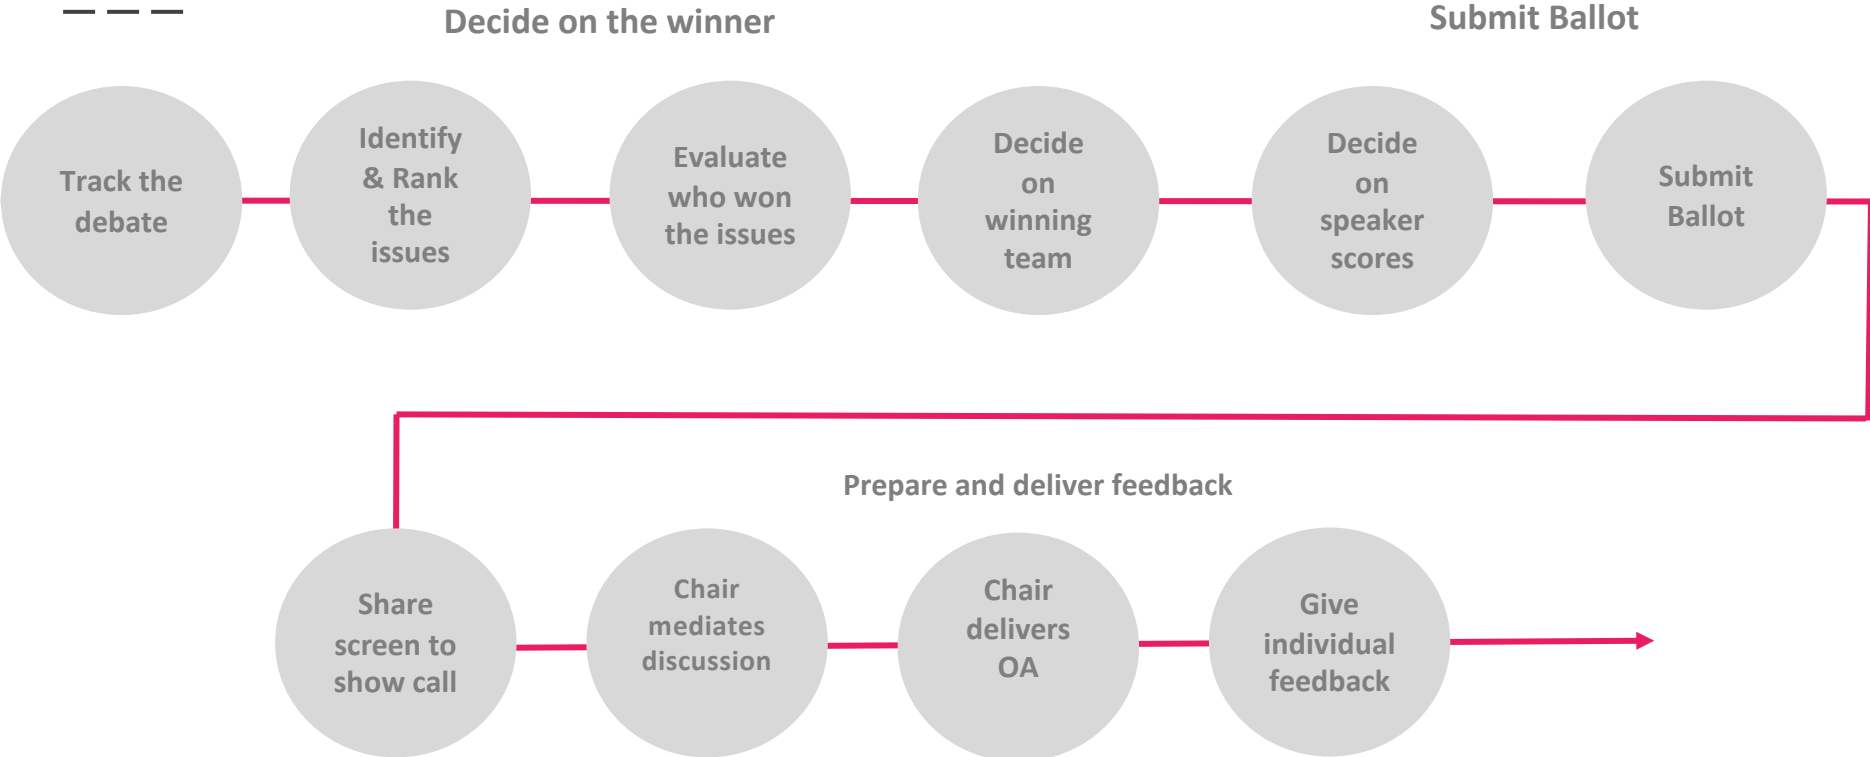 Decide on the winner
Submit Ballot
Track the
debate
Identify
& Rank
the
issues
Evaluate
who won
the issues
Decide
on
winning
team
Decide
on
speaker
scores
Submit
Ballot
Prepare and deliver feedback
Share
screen to
show call
Chair
mediates
discussion
Chair
delivers
OA
Give
individual
feedback